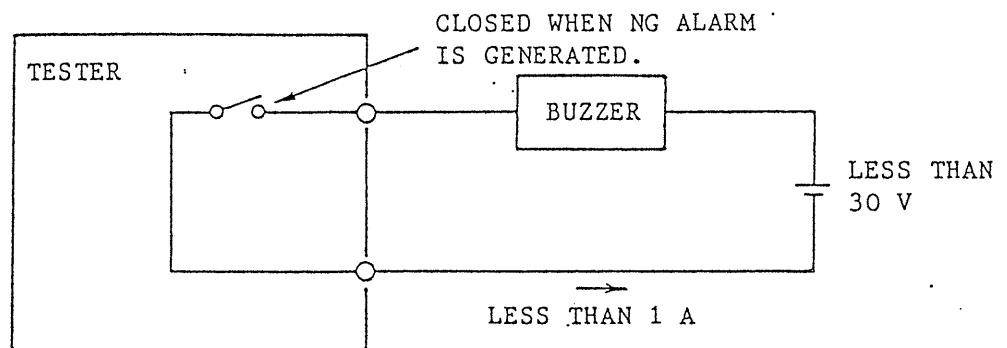 CLOSED WHEN NG ALARM
IS GENERATED.
TESTER
BUZZER
LESS THAN
30 V
LESS THAN 1 A